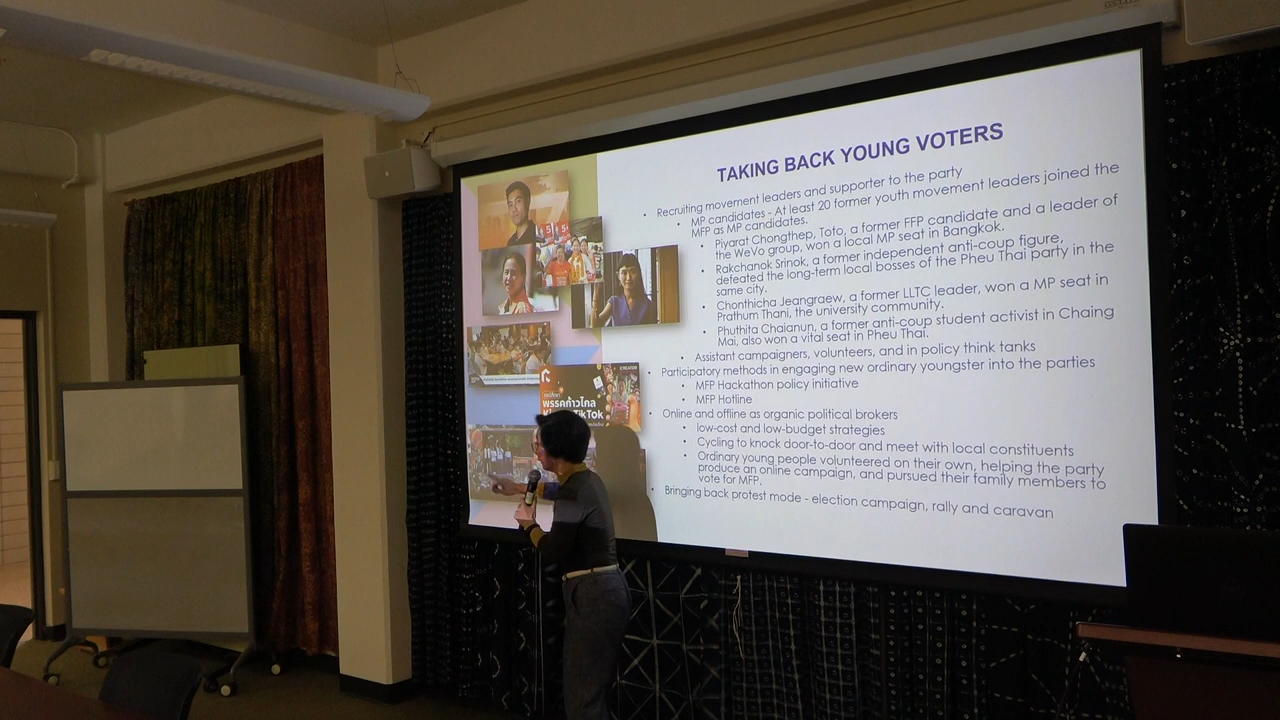 TAKING BACK YOUNG VOTERS
• Recruiting movement leaders and supporter to the party
• MP candidates - At least 20 former youth movement leaders joined the
MFP as MP candidates.
• Piyarat Chongthep, Toto, a former FFP candidate and a leader of
the WeVo group, won a local MP seat in Bangkok.
• Rakchanok Srinok, a former independent anti-coup figure,
defeated the long-term local bosses of the Pheu Thai party in the
same city.
• Chonthicha Jeangraew, a former LLTC leader, won a MP seat in
Prathum Thani, the university community.
• Phuthita Chaianun, a former anti-coup student activist in Chaing
Mai, also won a vital seat in Pheu Thai.
• Assistant campaigners, volunteers, and in policy think tanks
• Participatory methods in engaging new ordinary youngster into the parties
• MFP Hackathon policy initiative
• MFP Hotline
• Online and offline as organic political brokers
• low-cost and low-budget strategies
• Cycling to knock door-to-door and meet with local constituents
• Ordinary young people volunteered on their own, helping the party
produce an online campaign, and pursued their family members to
vote for MFP.
• Bringing back protest mode - election campaign, rally and caravan
พรรคก้าวไกล
TikTok